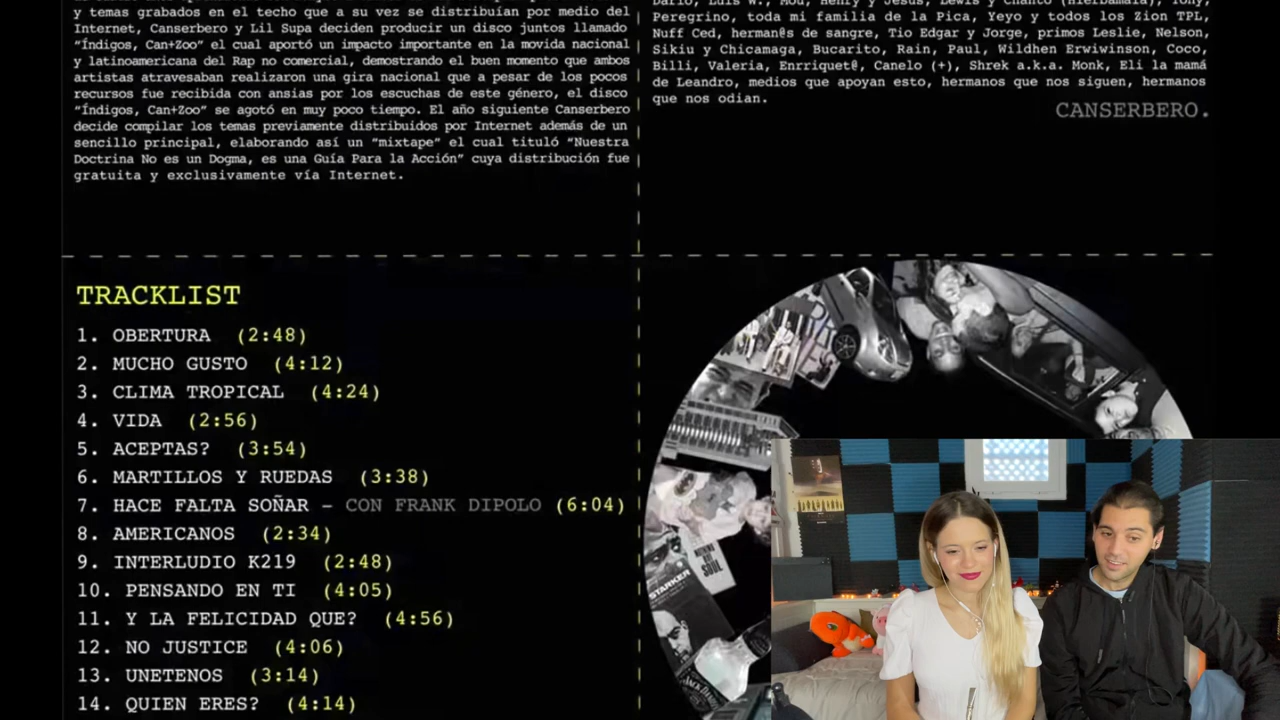 y temas grabados en el techo que a su vez se distribuían por medio del
Internet, Canserbero y Lil Supa deciden producir un disco juntos llamado
"Índigos, Can+Zoo" el cual aportó un impacto importante en la movida nacional
y latinoamericana del Rap no comercial, demostrando el buen momento que ambos
artistas atravesaban realizaron una gira nacional que a pesar de los pocos
recursos fue recibida con ansias por los escuchas de este género, el disco
"Índigos, Can+Zoo" se agotó en muy poco tiempo. El año siguiente Canserbero
decide compilar los temas previamente distribuidos por Internet además de un
sencillo principal, elaborando así un "mixtape" el cual tituló "Nuestra
Doctrina No es un Dogma, es una Guía Para la Acción" cuya distribución fue
gratuita y exclusivamente vía Internet.
Darío, Luis W., Mou, Henry y Jesús, Lewis y Chanto (Hierbamala), Tony,
Peregrino, toda mi familia de la Pica, Yeyo y todos los Zion TPL,
Nuff Ced, herman@s de sangre, Tio Edgar y Jorge, primos Leslie, Nelson,
Sikiu y Chicamaga, Bucarito, Rain, Paul, Wildhen Erwiwinson, Coco,
Billi, Valeria, Enrriquetê, Canelo (+), Shrek a.k.a. Monk, Eli la mamá
de Leandro, medios que apoyan esto, hermanos que nos siguen, hermanos
que nos odian.
CANSERBERO.
TRACKLIST
1. OBERTURA (2:48)
2. MUCHO GUSTO (4:12)
3. CLIMA TROPICAL (4:24)
4. VIDA (2:56)
5. ACEPTAS? (3:54)
6. MARTILLOS Y RUEDAS (3:38)
7. HACE FALTA SOÑAR - CON FRANK DIPOLO (6:04)
8. AMERICANOS (2:34)
9. INTERLUDIO K219 (2:48)
10. PENSANDO EN TI (4:05)
11. Y LA FELICIDAD QUE? (4:56)
12. NO JUSTICE (4:06)
13. UNETENOS (3:14)
14. QUIEN ERES? (4:14)
STARKER
SOUL